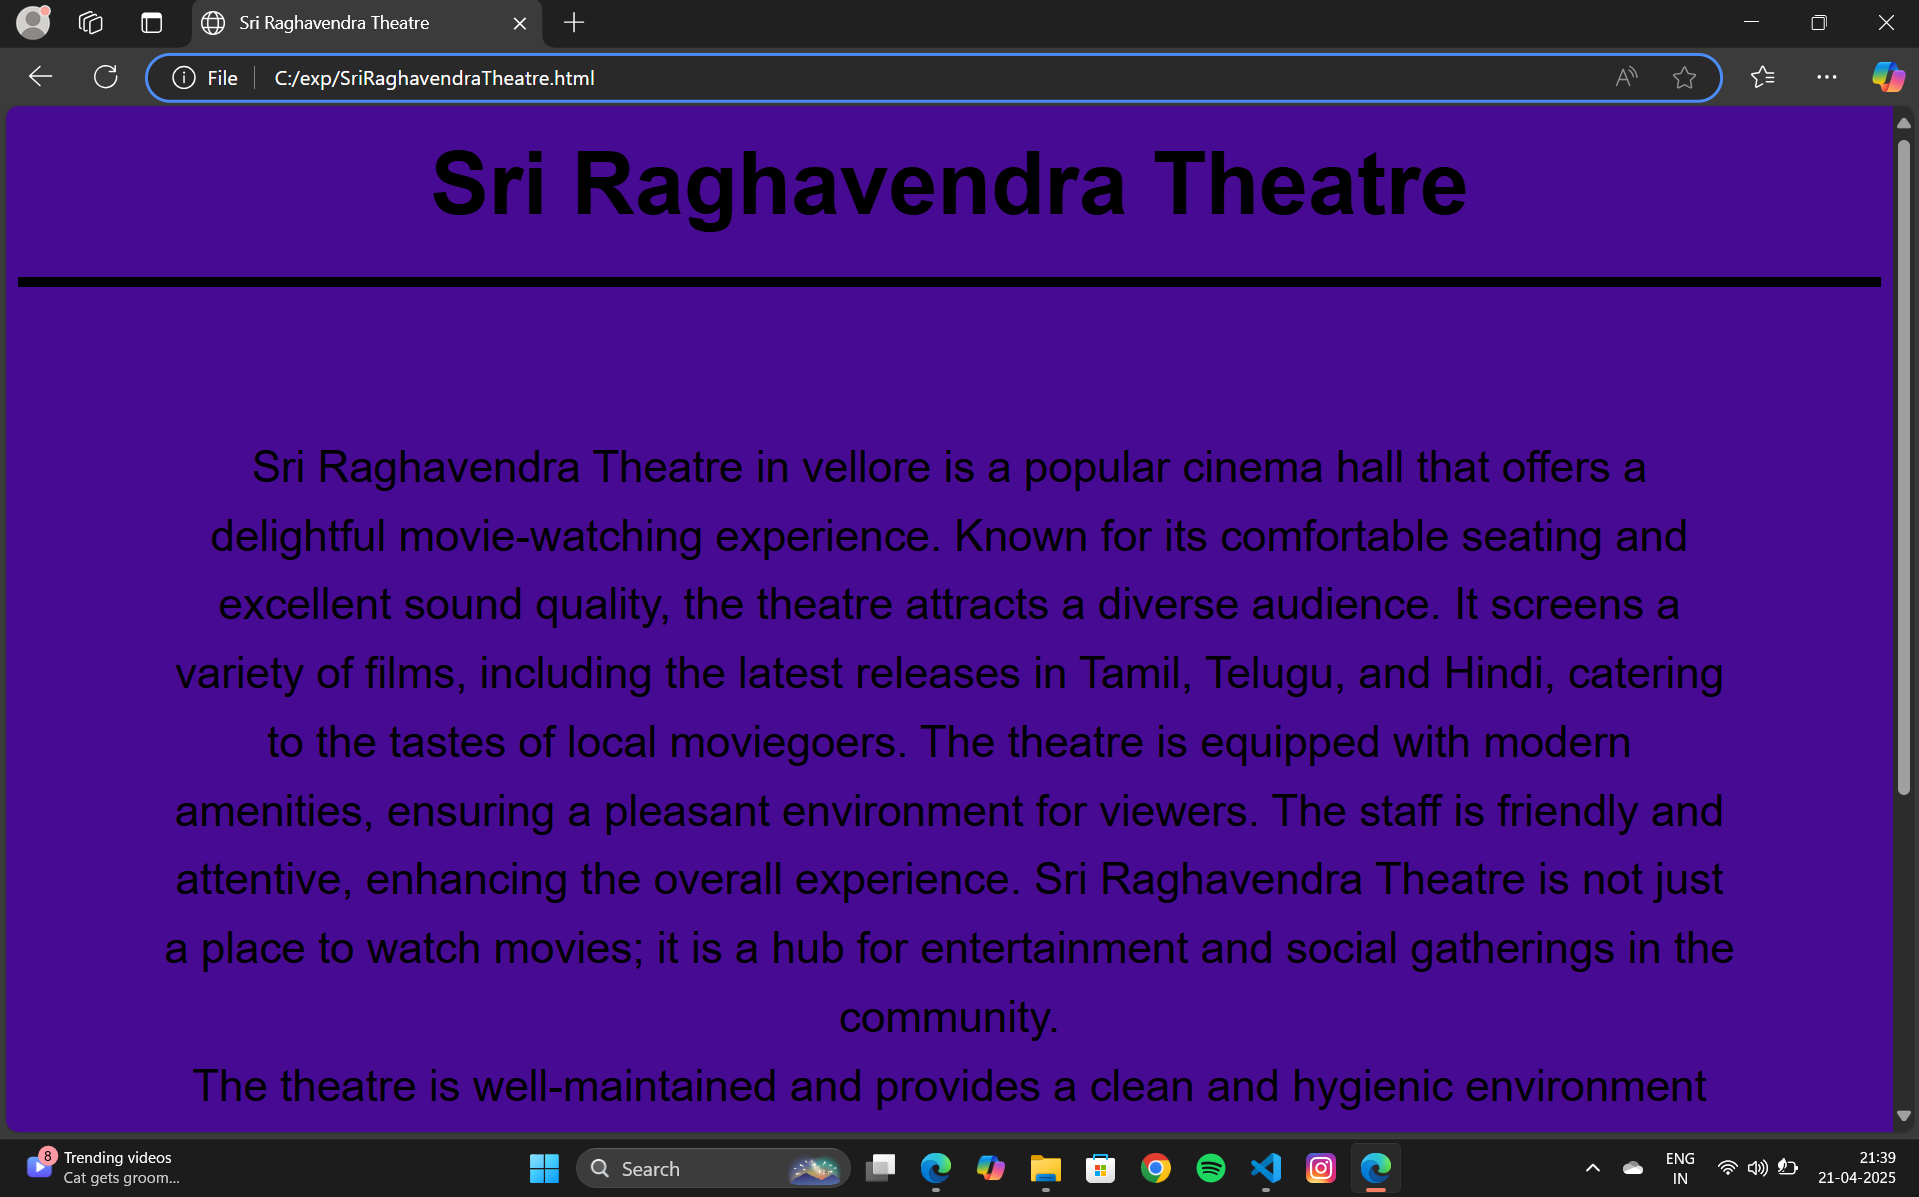 Sri Raghavendra Theatre
File
C:/exp/SriRaghavendraTheatre.html
Sri Raghavendra Theatre
Sri Raghavendra Theatre in vellore is a popular cinema hall that offers a
delightful movie-watching experience. Known for its comfortable seating and
excellent sound quality, the theatre attracts a diverse audience. It screens a
variety of films, including the latest releases in Tamil, Telugu, and Hindi, catering
to the tastes of local moviegoers. The theatre is equipped with modern
amenities, ensuring a pleasant environment for viewers. The staff is friendly and
attentive, enhancing the overall experience. Sri Raghavendra Theatre is not just
a place to watch movies; it is a hub for entertainment and social gatherings in the
community.
The theatre is well-maintained and provides a clean and hygienic environment
8
Trending videos
Cat gets groom...
Search
ENG
IN
21:39
21-04-2025